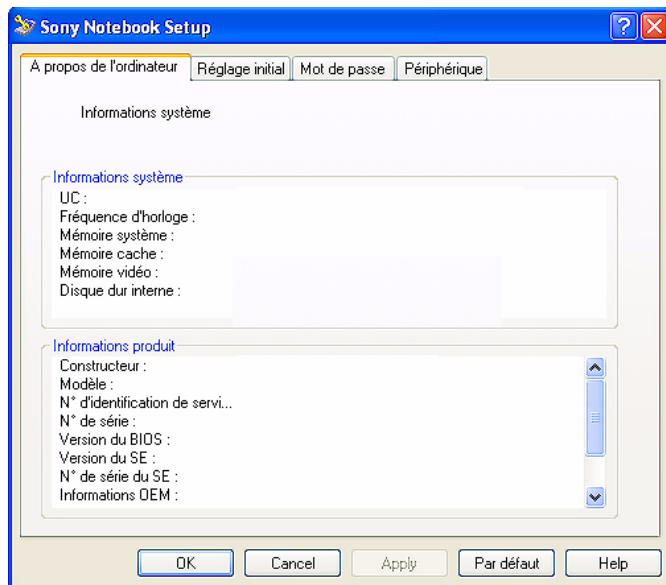 Sony Notebook Setup
A propos de l'ordinateur
Réglage initial
Mot de passe
Périphérique
Informations système
Informations système
UC :
Fréquence d'horloge :
Mémoire système :
Mémoire cache :
Mémoire vidéo :
Disque dur interne :
Informations produit
Constructeur :
Modèle :
N° d'identification de servi...
N° de série :
Version du BIOS :
Version du SE :
N° de série du SE :
Informations OEM :
OK
Cancel
Apply
Par défaut
Help